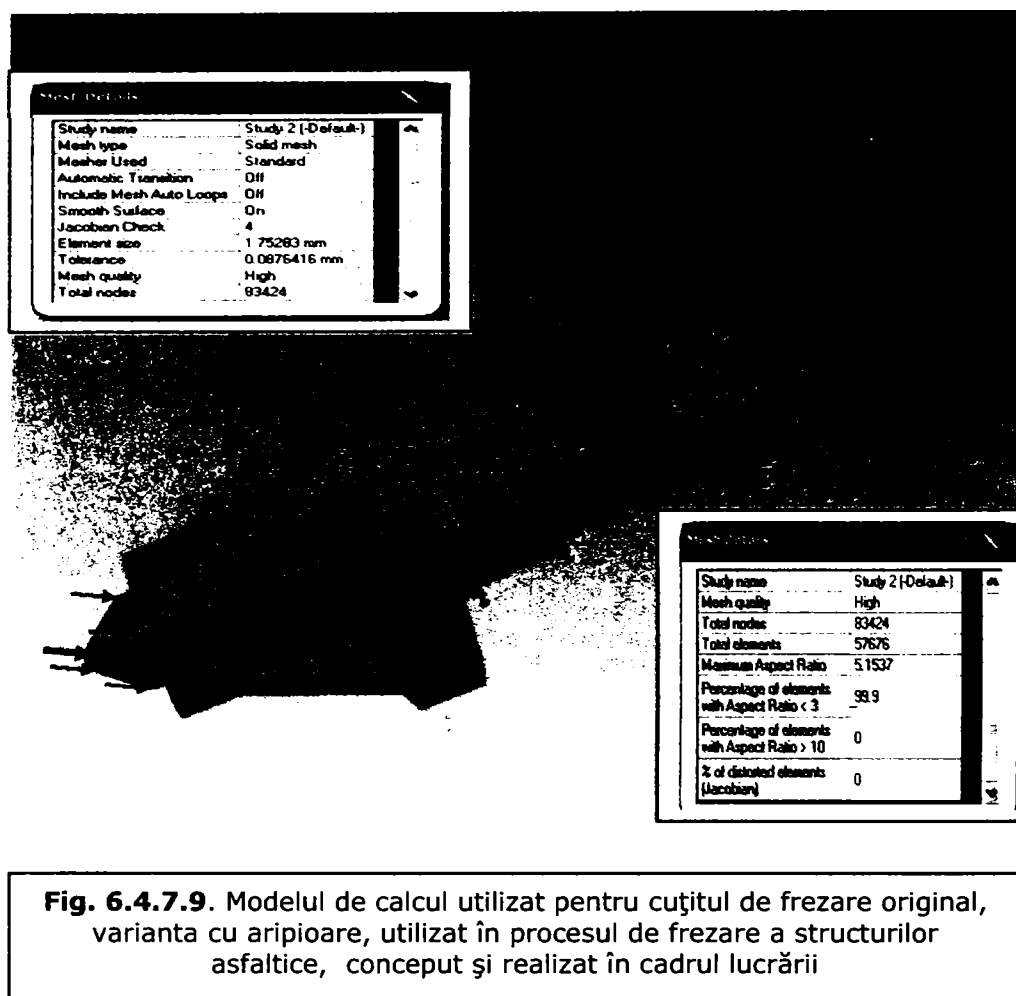 Mesh Details
Study name Study 2 (-Default-)
Mesh type Solid mesh
Mesher Used Standard
Automatic Transition Off
Include Mesh Auto Loops Off
Smooth Surface On
Jacobian Check 4
Element size 1.75283 mm
Tolerance 0.0876416 mm
Mesh quality High
Total nodes 83424
Mesh Details
Study name Study 2 (-Default-)
Mesh quality High
Total nodes 83424
Total elements 57676
Maximum Aspect Ratio 5.1537
Percentage of elements
with Aspect Ratio < 3 99.9
Percentage of elements
with Aspect Ratio > 10 0
% of distorted elements
(Jacobian) 0
Fig. 6.4.7.9. Modelul de calcul utilizat pentru cuţitul de frezare original,
varianta cu aripioare, utilizat în procesul de frezare a structurilor
asfaltice, conceput şi realizat în cadrul lucrării